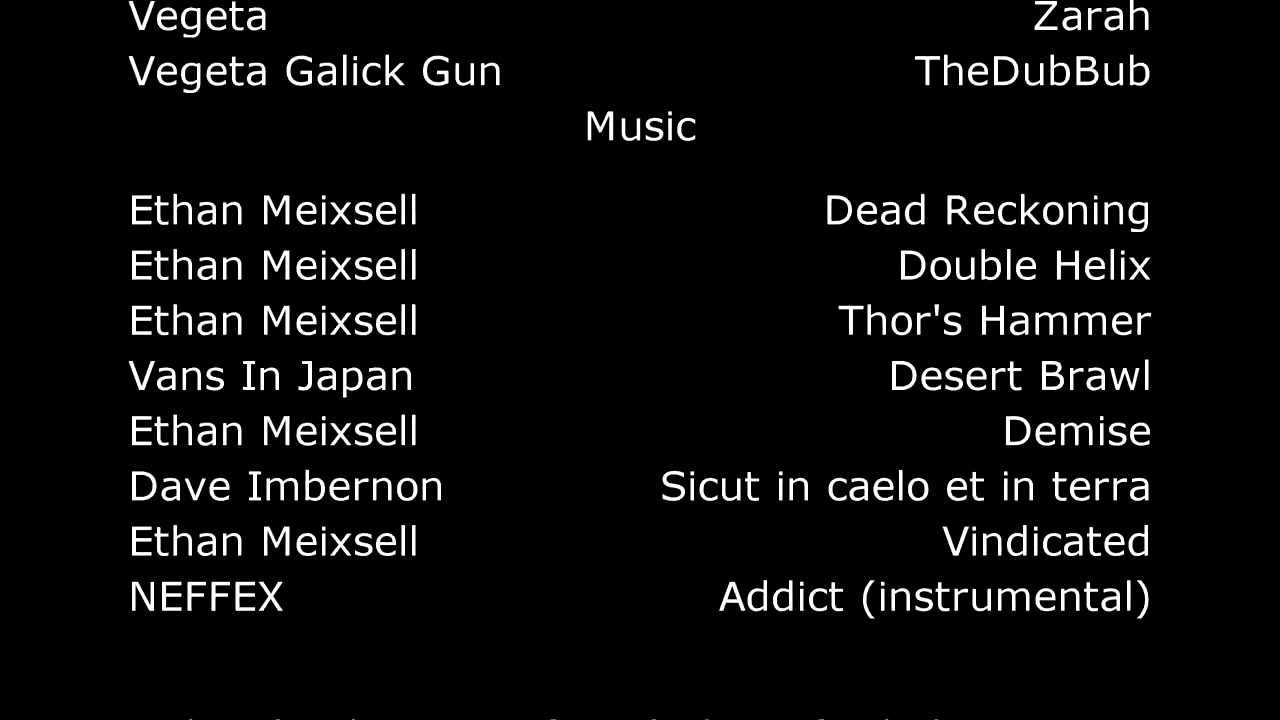 Vegeta Zarah
Vegeta Galick Gun TheDubBub
Music
Ethan Meixsell Dead Reckoning
Ethan Meixsell Double Helix
Ethan Meixsell Thor's Hammer
Vans In Japan Desert Brawl
Ethan Meixsell Demise
Dave Imbernon Sicut in caelo et in terra
Ethan Meixsell Vindicated
NEFFEX Addict (instrumental)